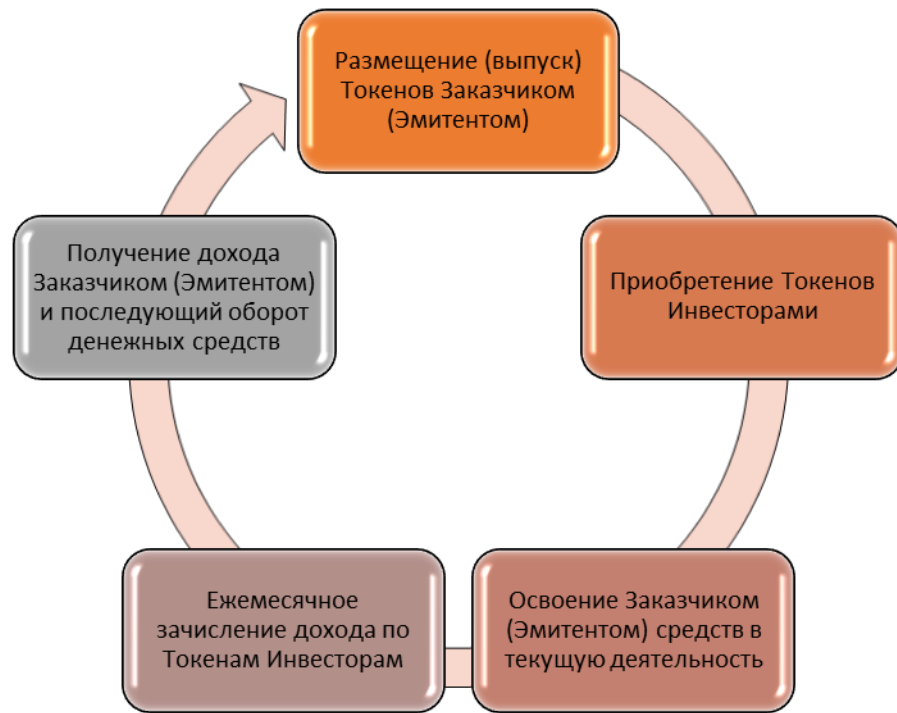 Размещение (выпуск)
Токенов Заказчиком
(Эмитентом)
Приобретение Токенов
Инвесторами
Освоение Заказчиком
(Эмитентом) средств в
текущую деятельность
Ежемесячное
зачисление дохода по
Токенам Инвесторам
Получение дохода
Заказчиком (Эмитентом)
и последующий оборот
денежных средств